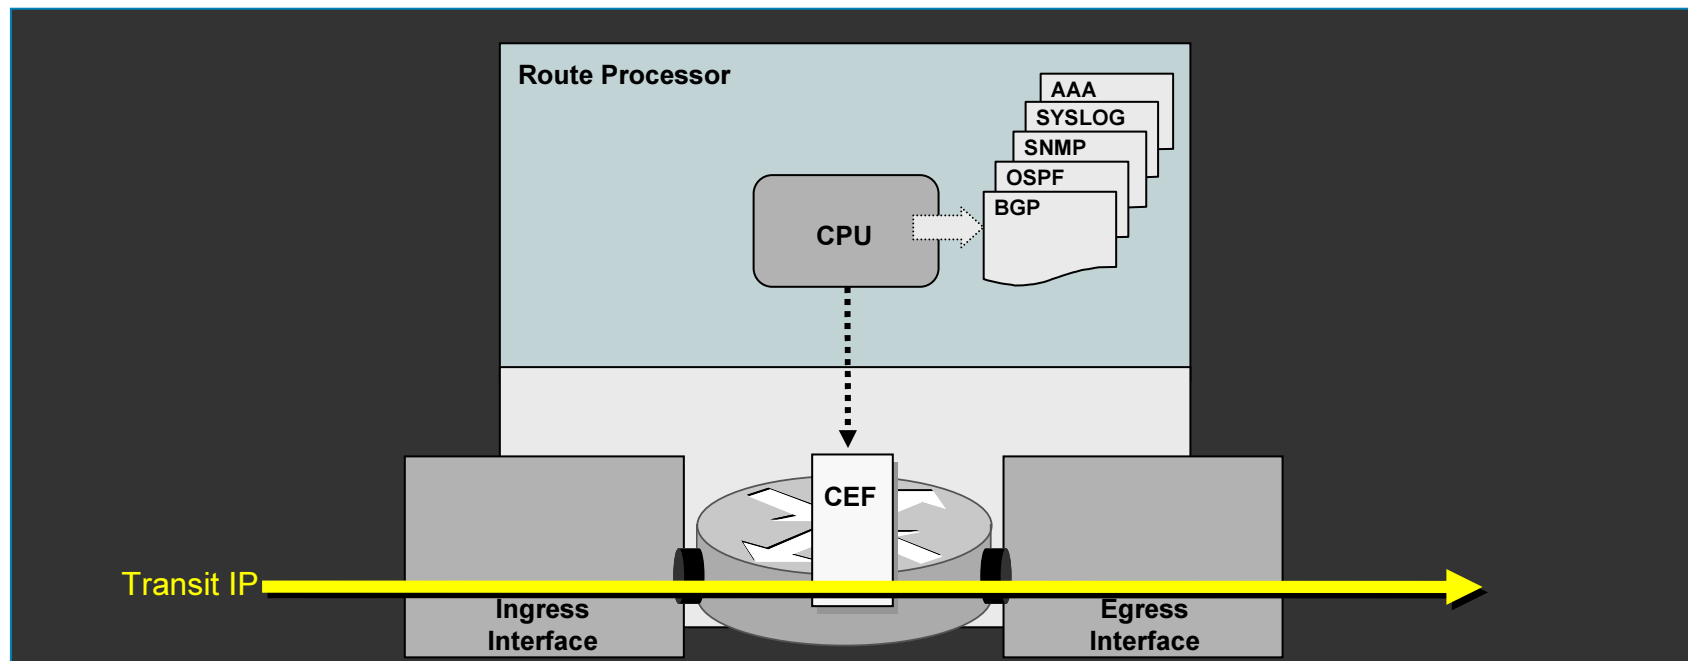 Route Processor
AAA
SYSLOG
SNMP
OSPF
BGP
CPU
CEF
Transit IP
Ingress
Interface
Egress
Interface